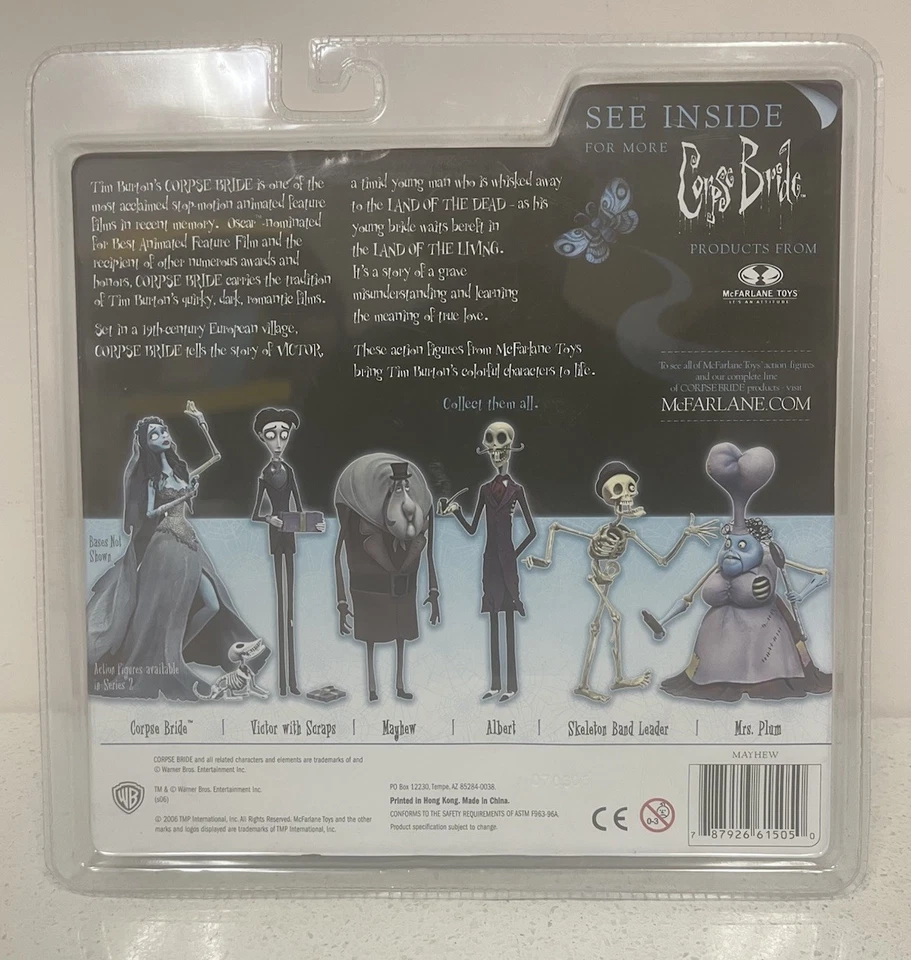 SEE INSIDE
FOR MORE
Corpse Bride™
PRODUCTS FROM
McFARLANE TOYS
IT'S AN ATTITUDE
To see all of McFarlane Toys' action figures
and our complete line
of CORPSE BRIDE products - visit
McFARLANE.COM
Tim Burton's CORPSE BRIDE is one of the
most acclaimed stop-motion animated feature
films in recent memory. Oscar™-nominated
for Best Animated Feature Film and the
recipient of other numerous awards and
honors, CORPSE BRIDE carries the tradition
of Tim Burton's quirky, dark, romantic films.
Set in a 19th-century European village,
CORPSE BRIDE tells the story of VICTOR,
a timid young man who is whisked away
to the LAND OF THE DEAD - as his
young bride waits bereft in
the LAND OF THE LIVING.
It's a story of a grave
misunderstanding and learning
the meaning of true love.
These action figures from McFarlane Toys
bring Tim Burton's colorful characters to life.
Collect them all.
Bases Not
Shown
Action figures available
in Series 2
Corpse Bride™ | Victor with Scraps | Mayhew | Albert | Skeleton Band Leader | Mrs. Plum
CORPSE BRIDE and all related characters and elements are trademarks of and
© Warner Bros. Entertainment Inc.
WB
TM & © Warner Bros. Entertainment Inc.
(s06)
© 2006 TMP International, Inc. All Rights Reserved. McFarlane Toys and the other
marks and logos displayed are trademarks of TMP International, Inc.
PO Box 12230, Tempe, AZ 85284-0038.
Printed in Hong Kong. Made in China.
CONFORMS TO THE SAFETY REQUIREMENTS OF ASTM F963-96A.
Product specification subject to change.
CE
0-3
MAYHEW
7 87926 61505 0